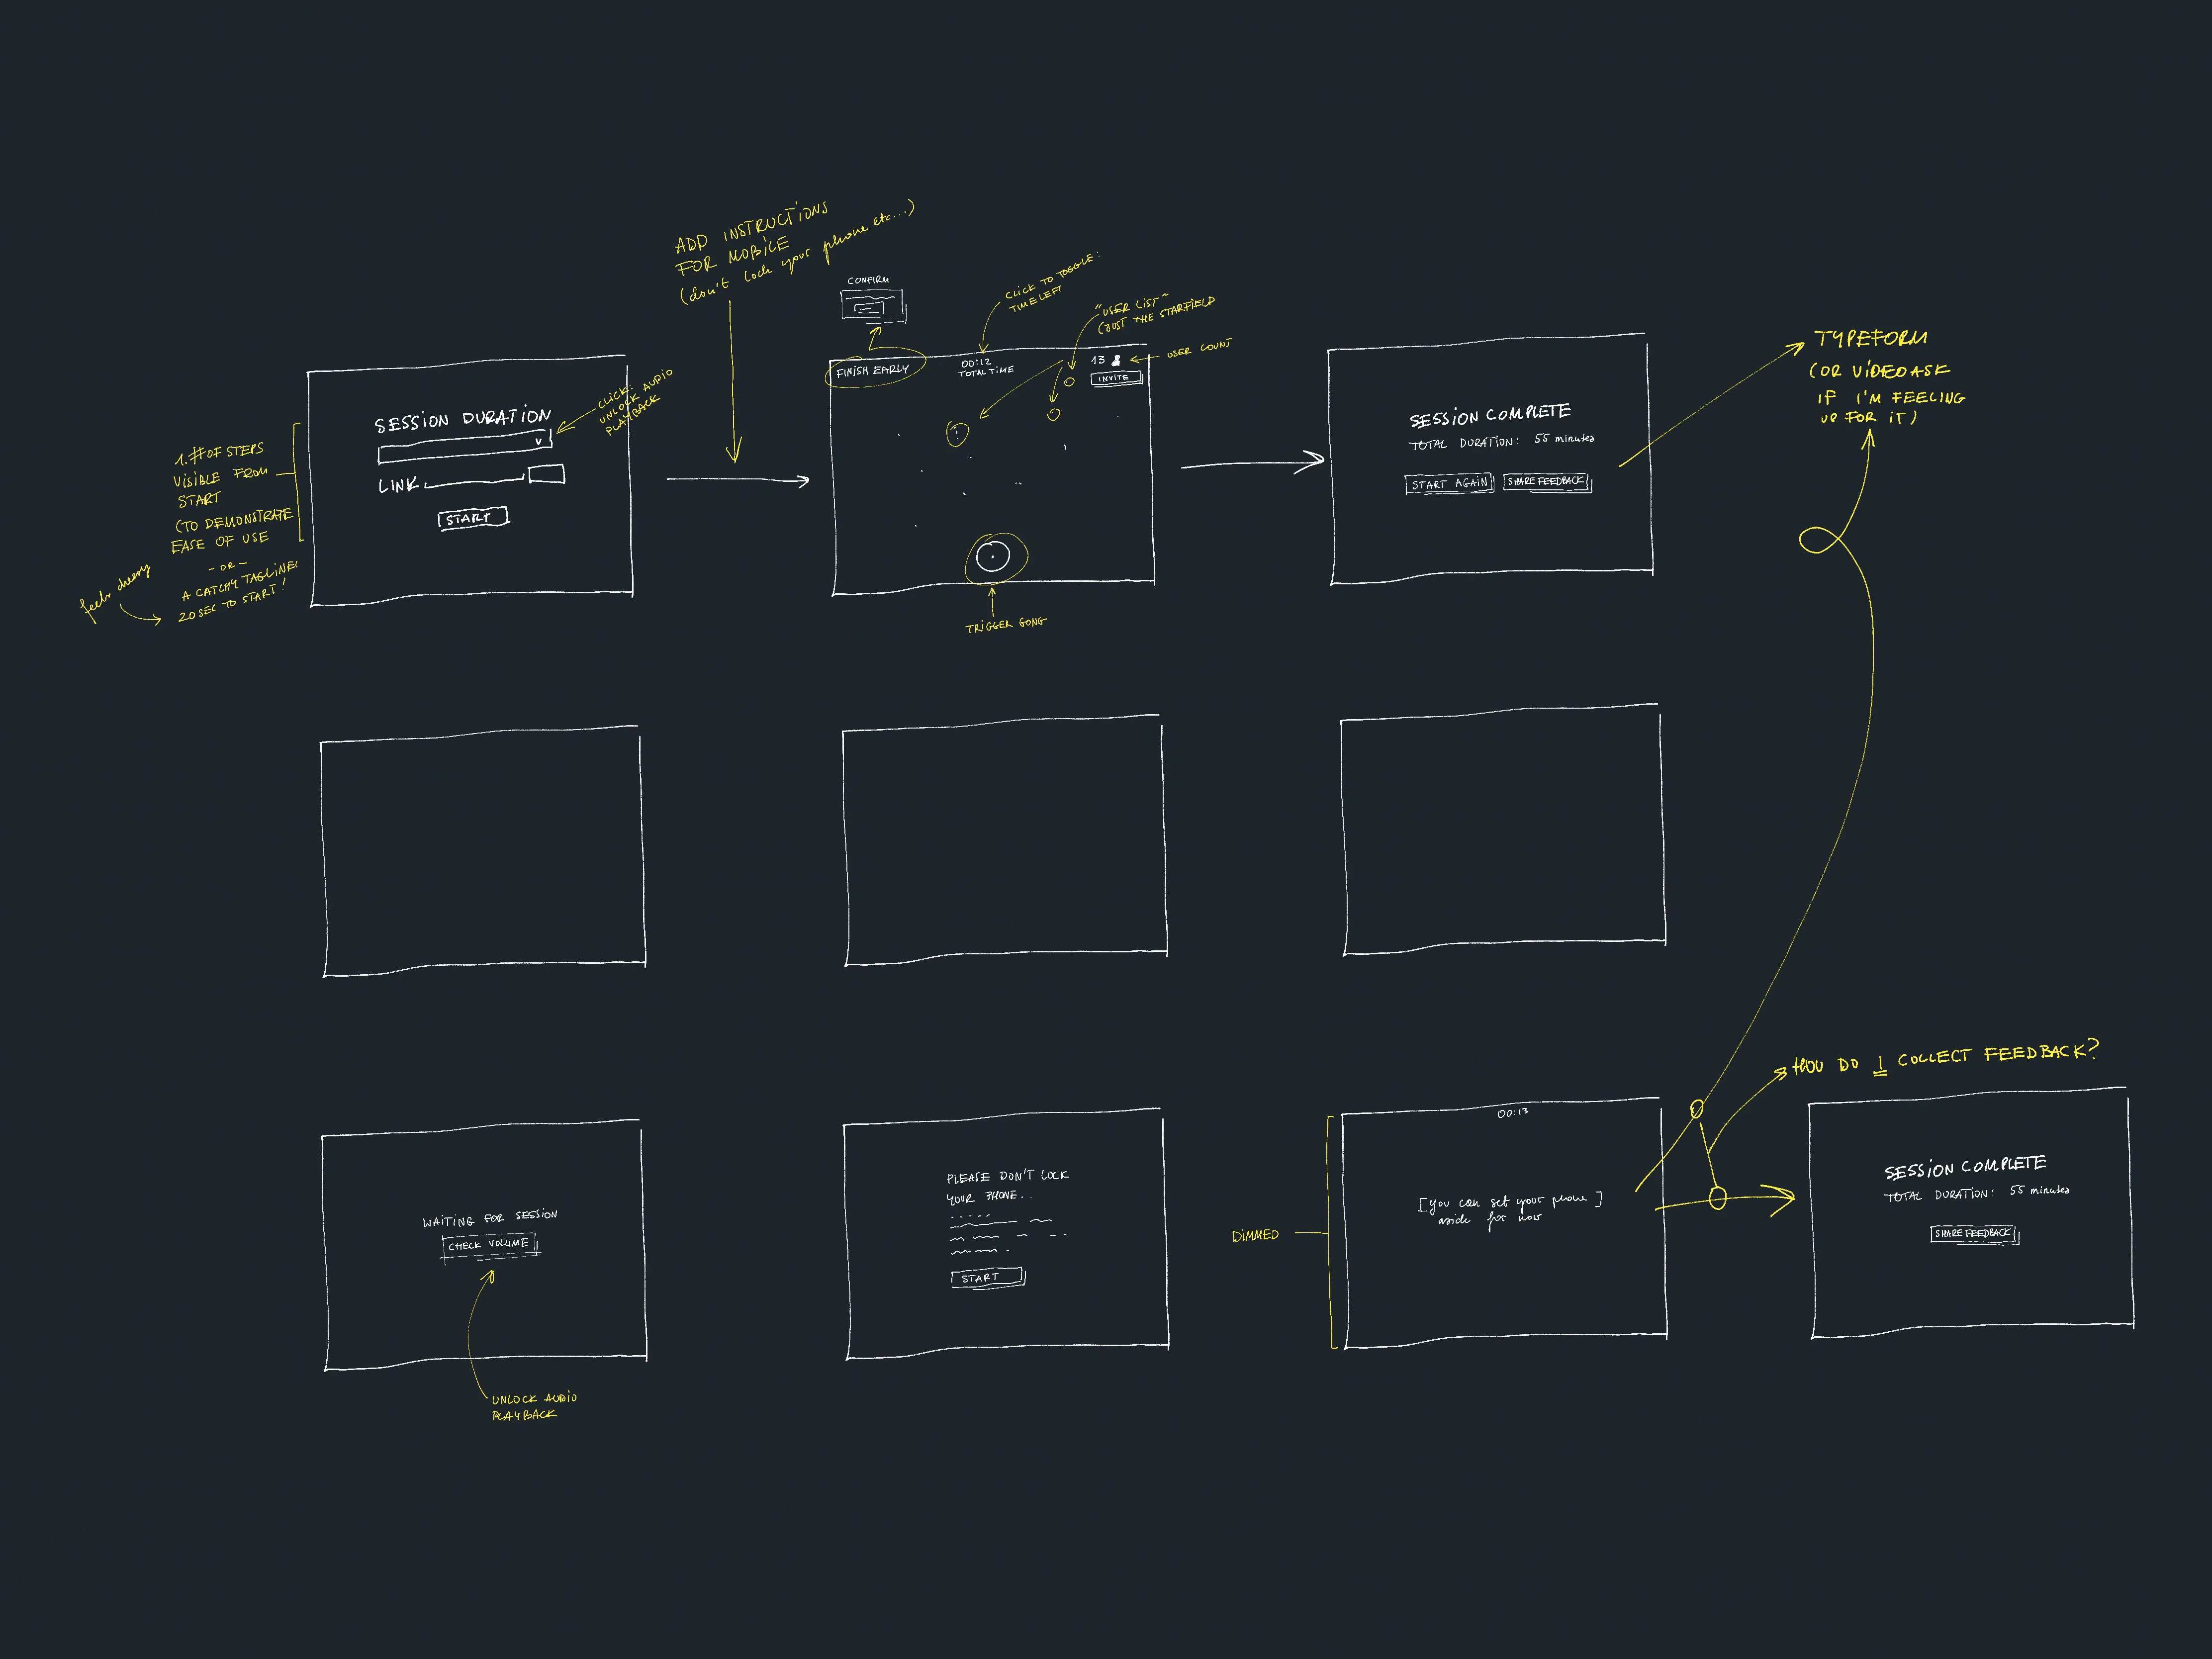 ADD INSTRUCTIONS
FOR MOBILE
(don't lock your phone etc...)
CONFIRM
CLICK TO TOGGLE:
TIME LEFT
"USER LIST"
(JUST THE STARFIELD
USER COUNT
FINISH EARLY
00:12
TOTAL TIME
13
INVITE
TRIGGER GONG
SESSION DURATION
CLICK:
UNLOCK AUDIO
PLAYBACK
LINK
START
1. # OF STEPS
VISIBLE FROM
START
(TO DEMONSTRATE
EASE OF USE
- OR -
A CATCHY TAGLINE:
20SEC TO START!
feels cheesy
SESSION COMPLETE
TOTAL DURATION: 55 minutes
START AGAIN
SHARE FEEDBACK
TYPEFORM
(OR VIDEOASK
IF I'M FEELING
UP FOR IT)
WAITING FOR SESSION
CHECK VOLUME
UNLOCK AUDIO
PLAYBACK
PLEASE DON'T LOCK
YOUR PHONE..
START
DIMMED
00:13
[you can set your phone]
aside for now
HOW DO I COLLECT FEEDBACK?
SESSION COMPLETE
TOTAL DURATION: 55 minutes
SHARE FEEDBACK